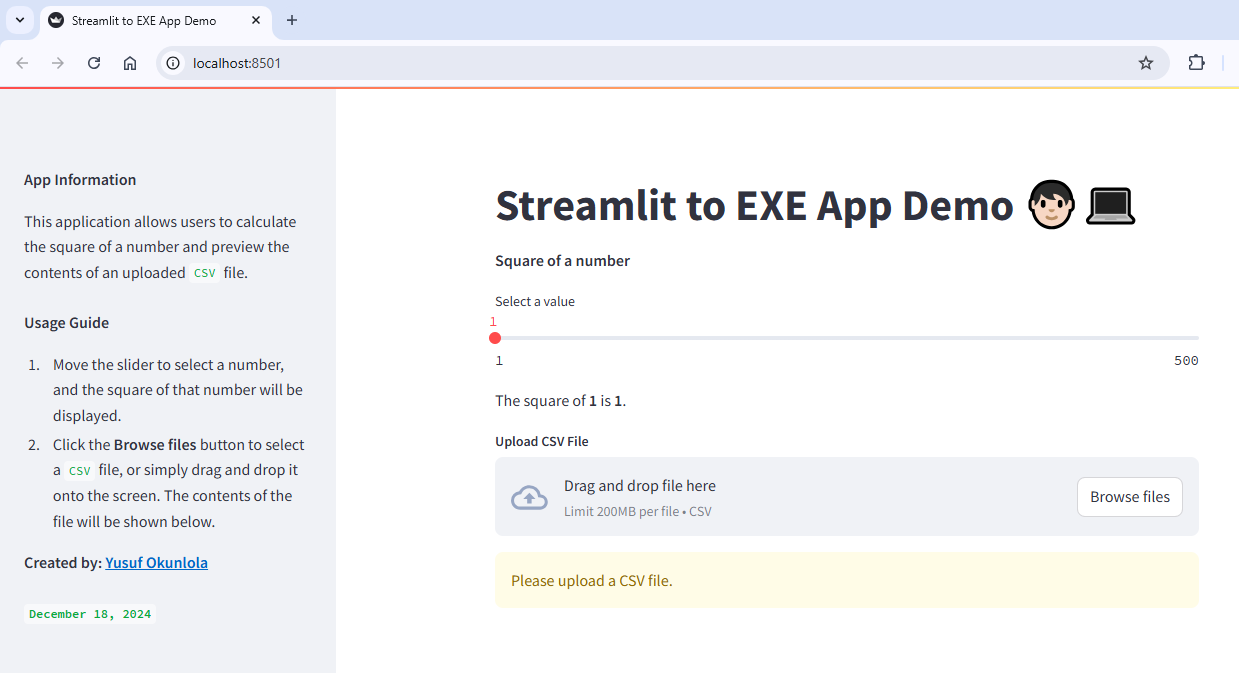 Streamlit to EXE App Demo
localhost:8501
App Information
This application allows users to calculate
the square of a number and preview the
contents of an uploaded CSV file.
Usage Guide
1. Move the slider to select a number,
and the square of that number will be
displayed.
2. Click the Browse files button to select
a CSV file, or simply drag and drop it
onto the screen. The contents of the
file will be shown below.
Created by: Yusuf Okunlola
December 18, 2024
Streamlit to EXE App Demo
Square of a number
Select a value
1
1 500
The square of 1 is 1.
Upload CSV File
Drag and drop file here
Limit 200MB per file • CSV
Browse files
Please upload a CSV file.